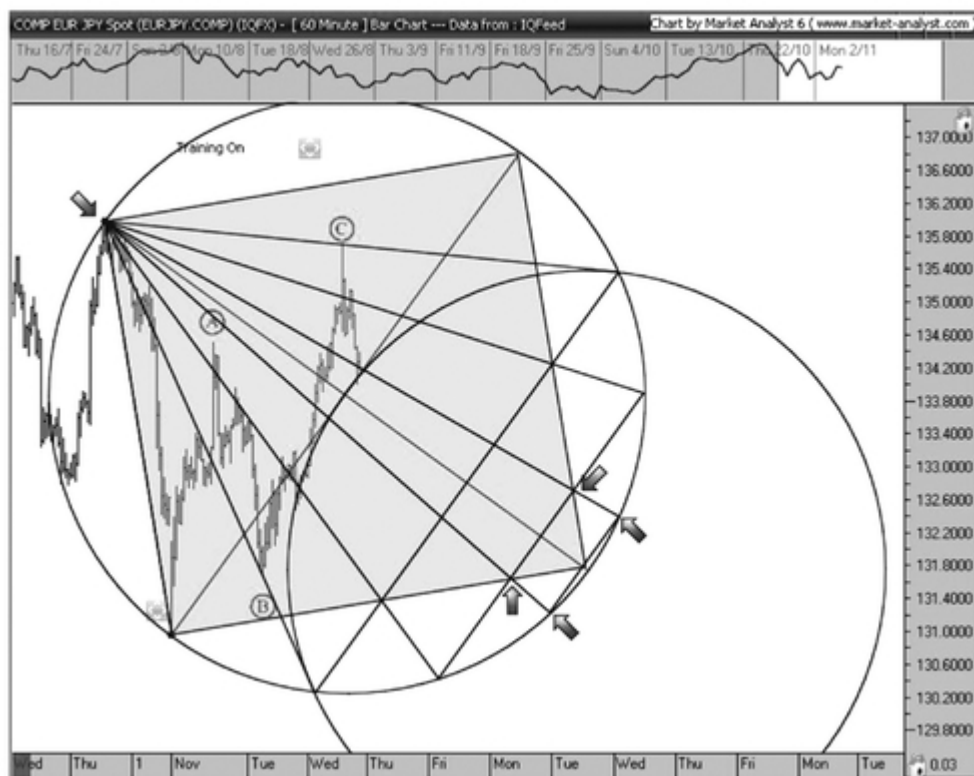 COMP EUR JPY Spot (EURJPY.COMP) (IQFX) - [ 60 Minute ] Bar Chart --- Data from : IQFeed
Chart by Market Analyst 6 ( www.market-analyst.com )
Thu 16/7 Fri 24/7 Sun 2/8 Mon 10/8 Tue 18/8 Wed 26/8 Thu 3/9 Fri 11/9 Fri 18/9 Fri 25/9 Sun 4/10 Tue 13/10 Thu 22/10 Mon 2/11
Training On
137.0000
136.6000
136.2000
135.8000
135.4000
135.0000
134.6000
134.2000
133.8000
133.4000
133.0000
132.6000
132.2000
131.8000
131.4000
131.0000
130.6000
130.2000
129.8000
C
A
B
Wed Thu 1 Nov Tue Wed Thu Fri Mon Tue Wed Thu Fri Mon Tue
0.03